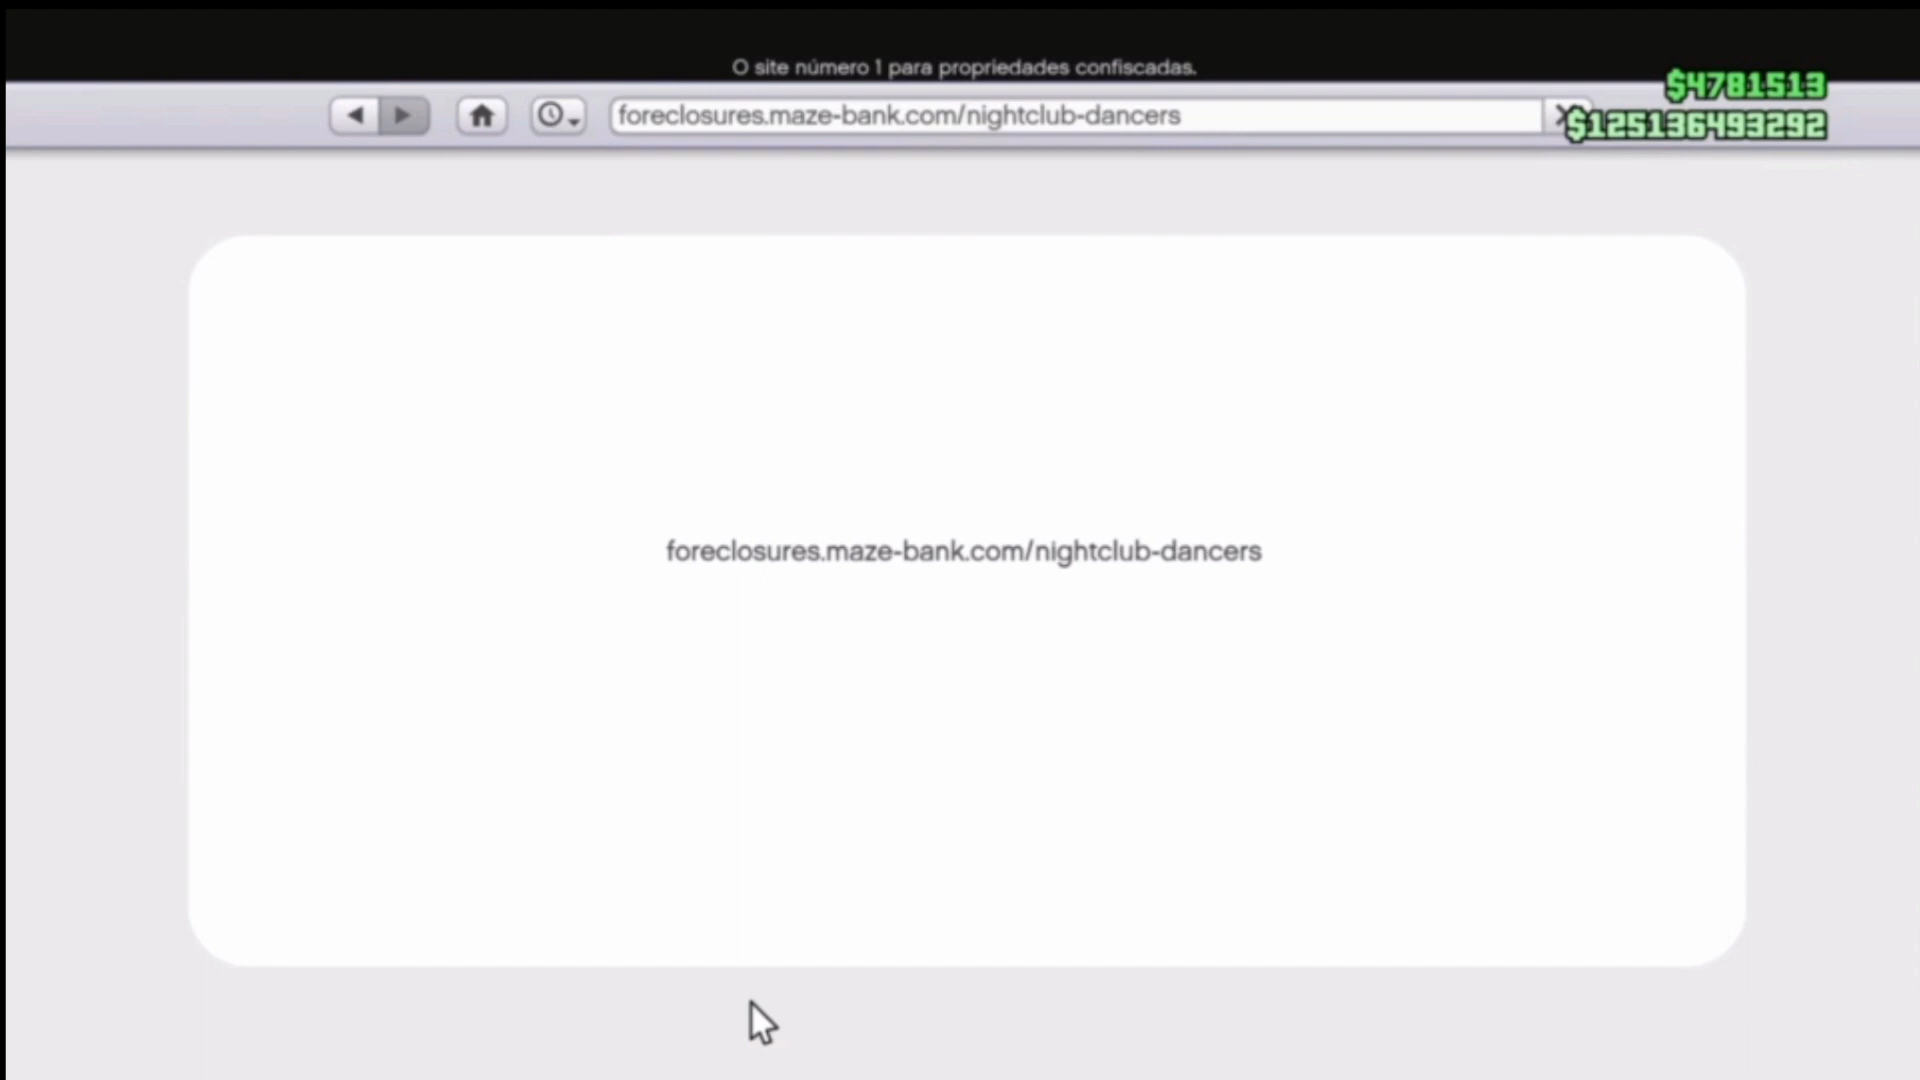 O site número 1 para propriedades confiscadas.
$4781513
foreclosures.maze-bank.com/nightclub-dancers
$125136493292
foreclosures.maze-bank.com/nightclub-dancers